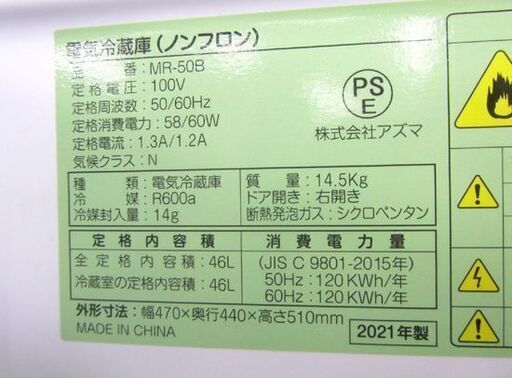 電気冷蔵庫(ノンフロン)
品　　番：MR-50B
定格電圧：100V
定格周波数：50/60Hz
定格消費電力：58/60W
定格電流：1.3A/1.2A
気候クラス：N
PS
E
株式会社アズマ
種　　類：電気冷蔵庫
冷　　媒：R600a
冷媒封入量：14g
質　　量：14.5Kg
ドア開き：右開き
断熱発泡ガス：シクロペンタン
定格内容積
全定格内容積：46L
冷蔵室の定格内容積：46L
消費電力量
(JIS C 9801-2015年)
50Hz：120KWh/年
60Hz：120KWh/年
外形寸法：幅470×奥行440×高さ510mm
MADE IN CHINA
2021年製